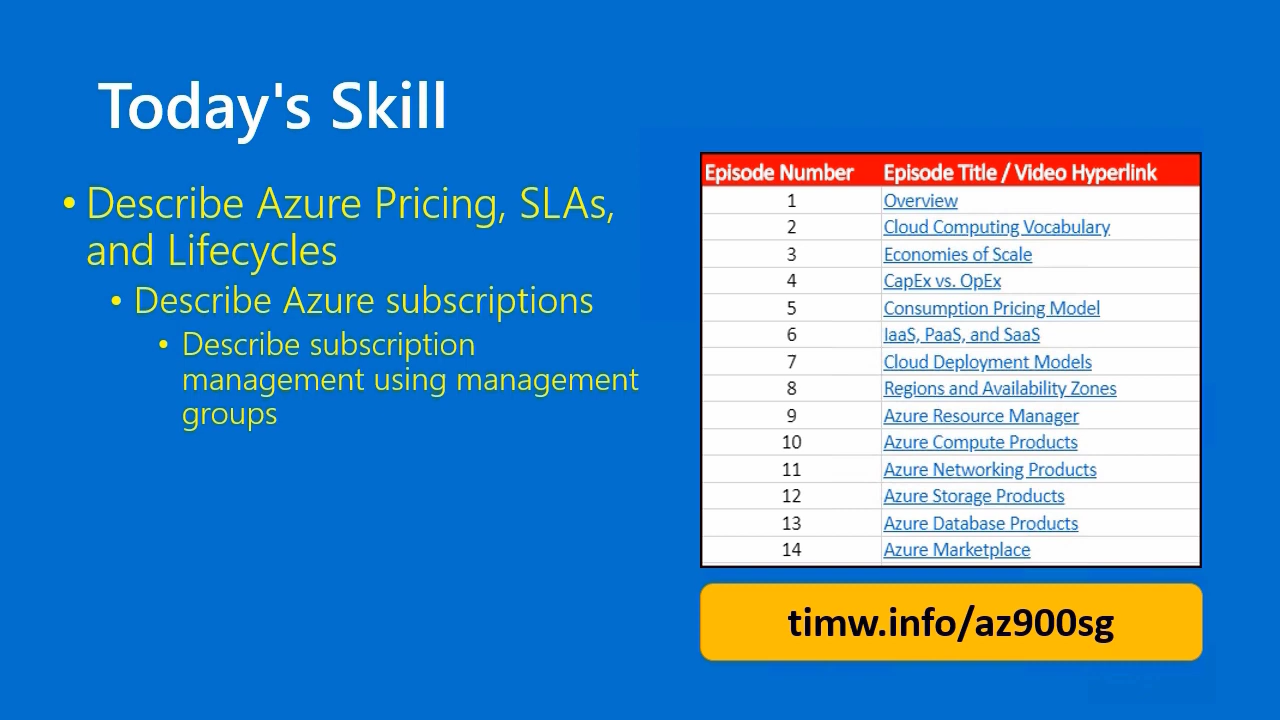 Today's Skill
• Describe Azure Pricing, SLAs,
and Lifecycles
• Describe Azure subscriptions
• Describe subscription
management using management
groups
Episode Number Episode Title / Video Hyperlink
1 Overview
2 Cloud Computing Vocabulary
3 Economies of Scale
4 CapEx vs. OpEx
5 Consumption Pricing Model
6 IaaS, PaaS, and SaaS
7 Cloud Deployment Models
8 Regions and Availability Zones
9 Azure Resource Manager
10 Azure Compute Products
11 Azure Networking Products
12 Azure Storage Products
13 Azure Database Products
14 Azure Marketplace
timw.info/az900sg